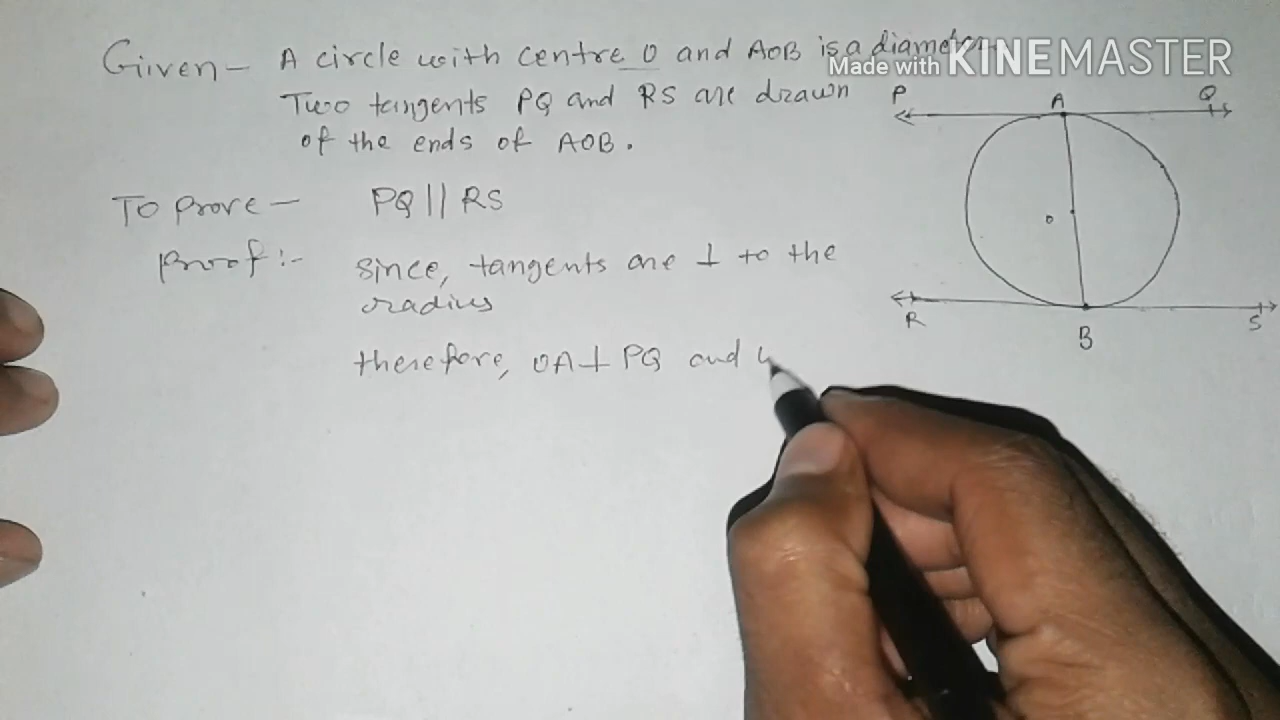 Given - A circle with centre O and AOB is a diameter
Made with KINEMASTER
Two tangents PQ and RS are drawn
of the ends of AOB.
P A Q
To Prove - PQ || RS
Proof :- since, tangents are ⊥ to the
radius
O
R S
B
therefore, OA ⊥ PQ and